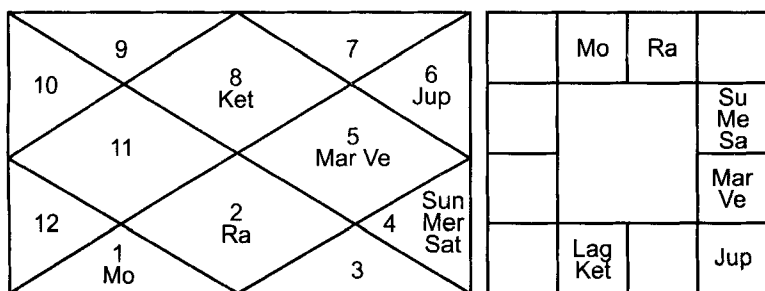 9
7
8
Ket
6
Jup
10
11
5
Mar Ve
12
2
Ra
4
Sun
Mer
Sat
1
Mo
3
Mo
Ra
Su
Me
Sa
Mar
Ve
Lag
Ket
Jup